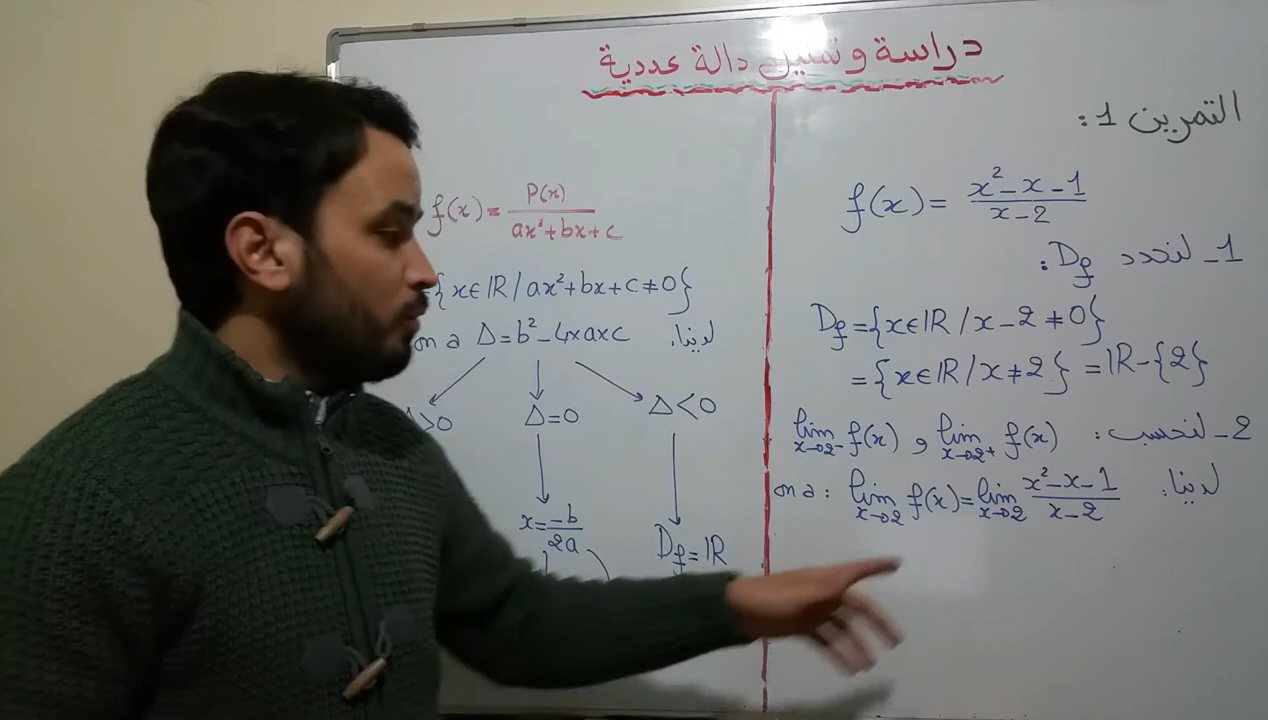 دراسة وتمثيل دالة عددية
التمرين 1:
f(x) = (x² - x - 1)/(x - 2)
1 - لنحدد Df:
Df = {x ∈ IR / x - 2 ≠ 0}
= {x ∈ IR / x ≠ 2} = IR - {2}
2 - لنحسب: lim x→2+ f(x) و lim x→2- f(x)
لدينا: on a : lim x→2 f(x) = lim x→2 (x² - x - 1)/(x - 2)
f(x) = P(x)/(ax² + bx + c)
= {x ∈ IR / ax² + bx + c ≠ 0}
on a Δ = b² - 4×a×c لدينا:
Δ>0 Δ=0 Δ<0
x = -b/2a Df = IR